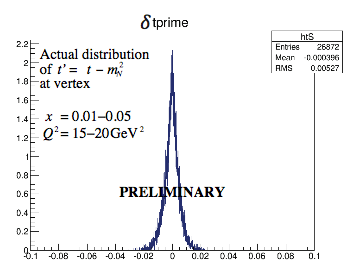 δ tprime
htS
Entries 26872
Mean -0.000396
RMS 0.00527
Actual distribution
of t' = t – m_N^2
at vertex
x = 0.01–0.05
Q^2 = 15–20GeV^2
PRELIMINARY
2.2
2
1.8
1.6
1.4
1.2
1
0.8
0.6
0.4
0.2
0
-0.1 -0.08 -0.06 -0.04 -0.02 0 0.02 0.04 0.06 0.08 0.1